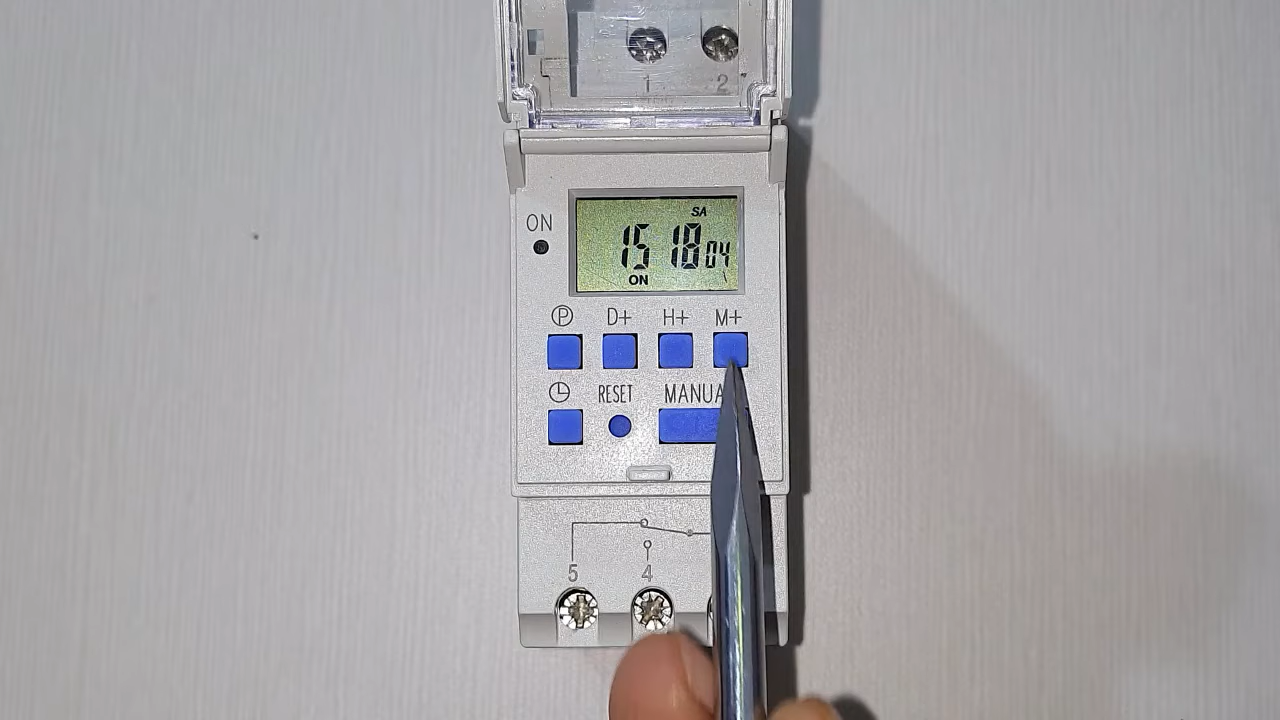 1 2
ON
SA
15 18 04
ON
Ⓟ D+ H+ M+
RESET MANUA
5 4